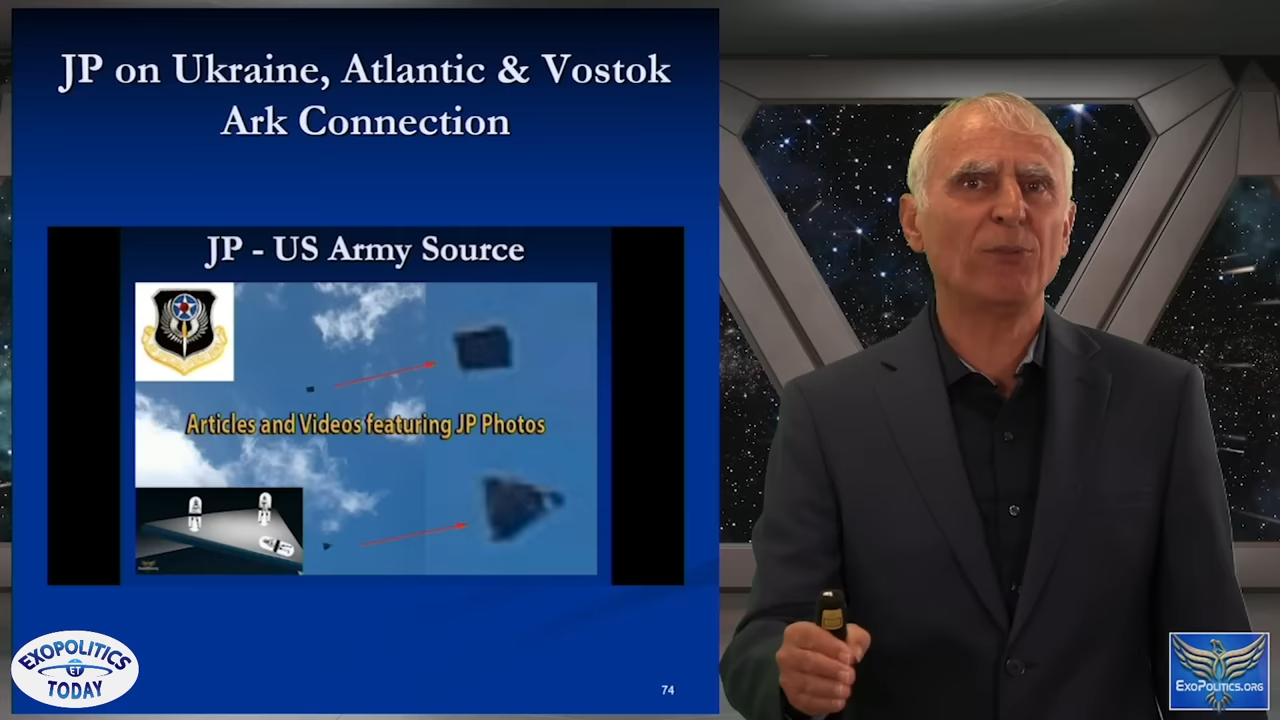 JP on Ukraine, Atlantic & Vostok
Ark Connection
JP - US Army Source
Articles and Videos featuring JP Photos
EXOPOLITICS
ET
TODAY
74
ExoPolitics.org